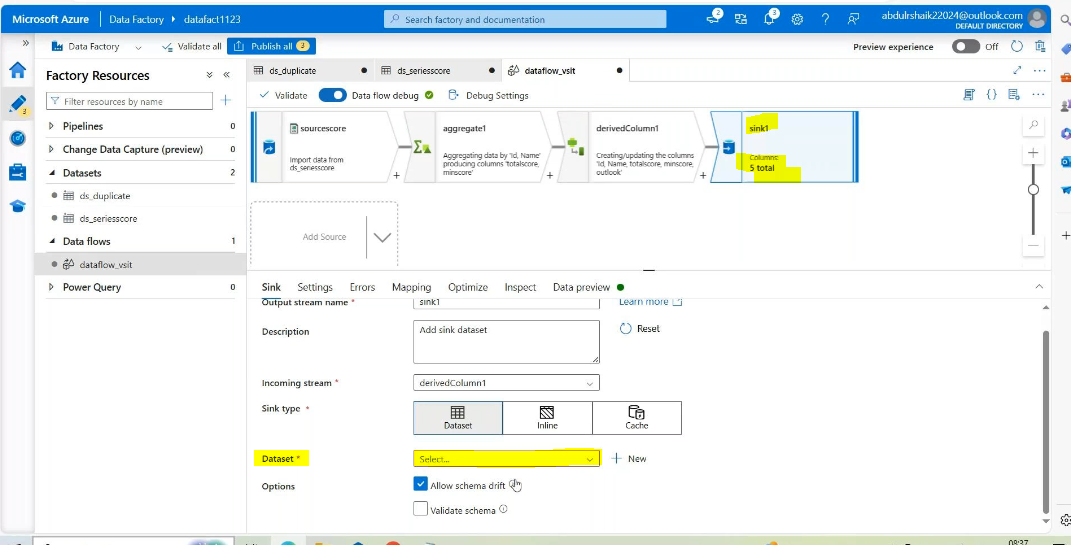 Microsoft Azure | Data Factory ▸ datafact1123
Search factory and documentation
2
3
abdulrshaik22024@outlook.com
DEFAULT DIRECTORY
Data Factory
Validate all
Publish all 3
Preview experience
Off
Factory Resources
Filter resources by name
Pipelines 0
Change Data Capture (preview) 0
Datasets 2
ds_duplicate
ds_seriesscore
Data flows 1
dataflow_vsit
Power Query 0
3
ds_duplicate
ds_seriesscore
dataflow_vsit
Validate
Data flow debug
Debug Settings
sourcescore
Import data from
ds_seriesscore
aggregate1
Aggregating data by 'Id, Name'
producing columns 'totalscore,
minscore'
derivedColumn1
Creating/updating the columns
'Id, Name, totalscore, minscore,
outlook'
sink1
Columns:
5 total
Add Source
Sink
Settings
Errors
Mapping
Optimize
Inspect
Data preview
Output stream name *
sink1
Learn more
Description
Add sink dataset
Reset
Incoming stream *
derivedColumn1
Sink type *
Dataset
Inline
Cache
Dataset *
Select...
New
Options
Allow schema drift
Validate schema
08:37